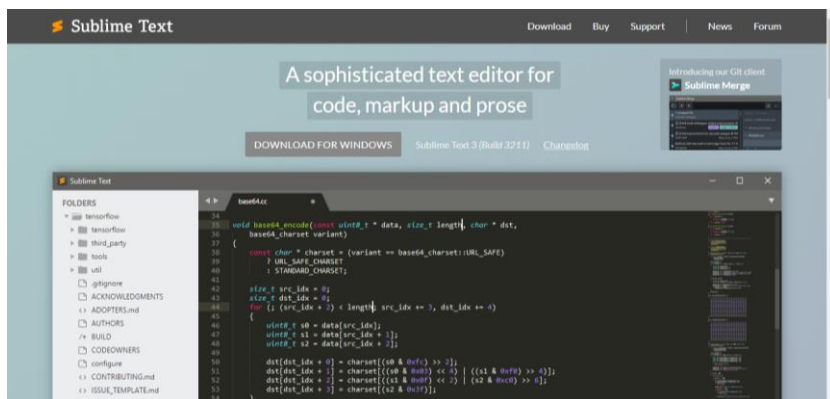 Sublime Text
Download Buy Support News Forum
A sophisticated text editor for
code, markup and prose
Introducing our Git client
Sublime Merge
DOWNLOAD FOR WINDOWS Sublime Text 3 (Build 3211) Changelog
Sublime Text
FOLDERS
tensorflow
tensorflow
third_party
tools
util
.gitignore
ACKNOWLEDGMENTS
ADOPTERS.md
AUTHORS
BUILD
CODEOWNERS
configure
CONTRIBUTING.md
ISSUE_TEMPLATE.md
base64.cc
34
35 void base64_encode(const uint8_t * data, size_t length, char * dst,
36 base64_charset variant)
37 {
38 const char * charset = (variant == base64_charset::URL_SAFE)
39 ? URL_SAFE_CHARSET
40 : STANDARD_CHARSET;
41
42 size_t src_idx = 0;
43 size_t dst_idx = 0;
44 for (; (src_idx + 2) < length; src_idx += 3, dst_idx += 4)
45 {
46 uint8_t s0 = data[src_idx];
47 uint8_t s1 = data[src_idx + 1];
48 uint8_t s2 = data[src_idx + 2];
49
50 dst[dst_idx + 0] = charset[(s0 & 0xfc) >> 2];
51 dst[dst_idx + 1] = charset[((s0 & 0x03) << 4) | ((s1 & 0xf0) >> 4)];
52 dst[dst_idx + 2] = charset[((s1 & 0x0f) << 2) | (s2 & 0xc0) >> 6];
53 dst[dst_idx + 3] = charset[(s2 & 0x3f)];
54 }